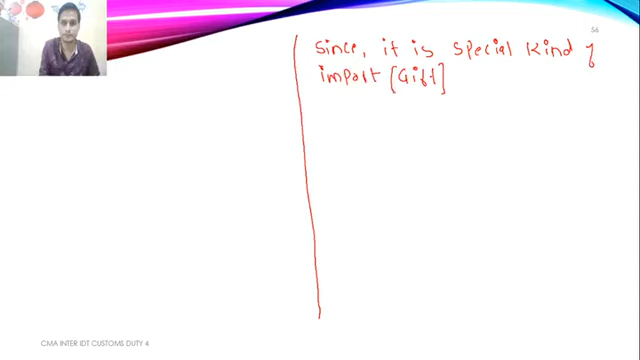 56
Since, it is special kind of
import [Gift]
CMA INTER IDT CUSTOMS DUTY 4